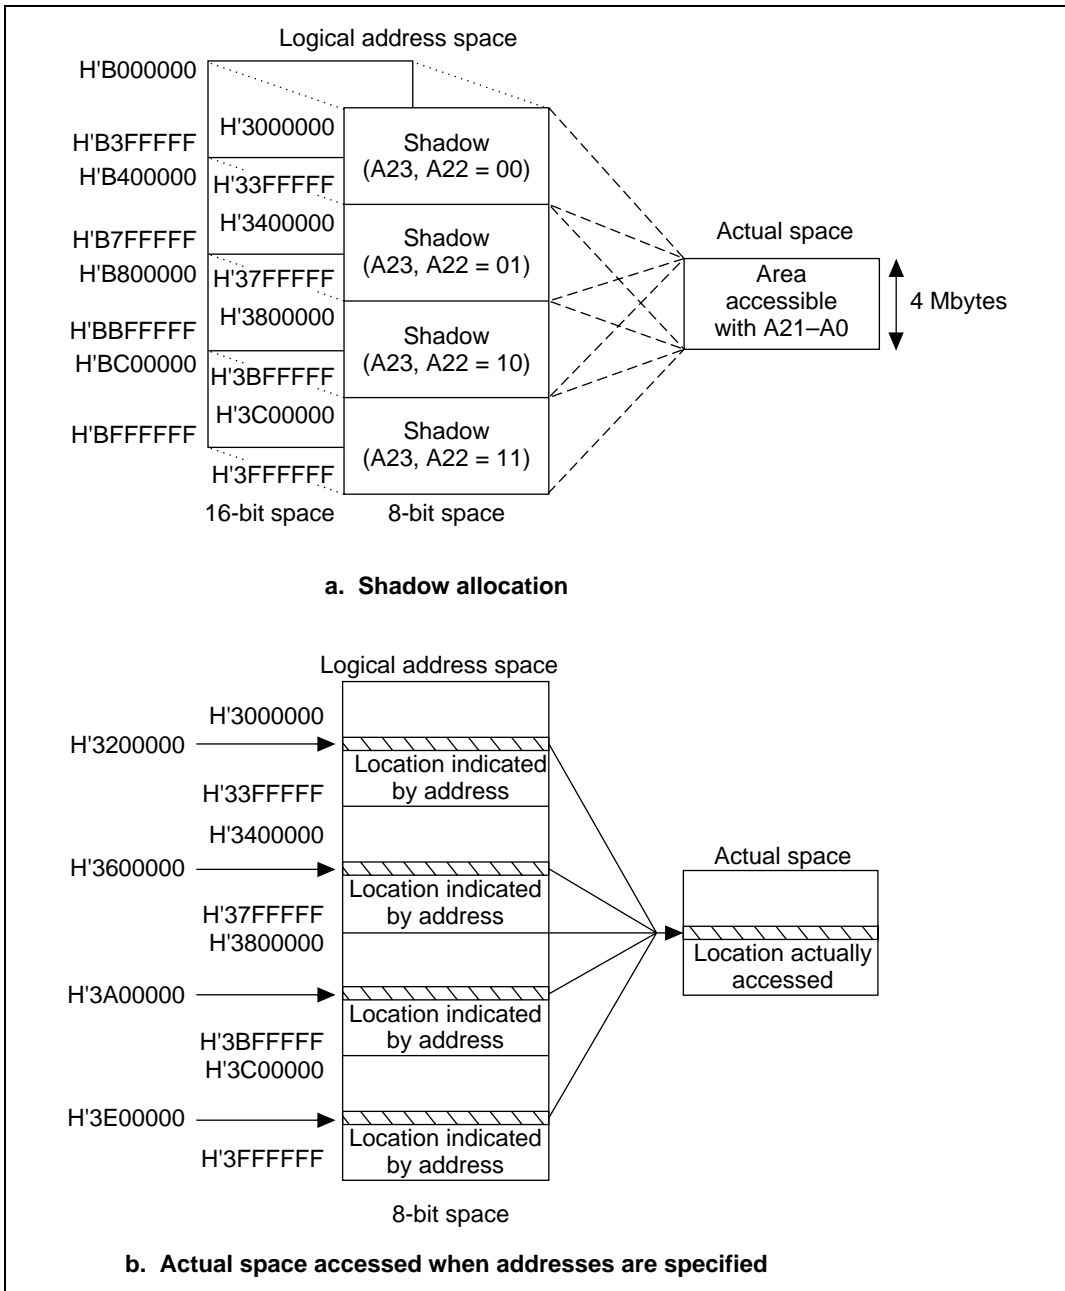 Logical address space
H'B000000
H'3000000
H'B3FFFFF
H'B400000
H'33FFFFF
H'3400000
H'B7FFFFF
H'B800000
H'37FFFFF
H'3800000
H'BBFFFFF
H'BC00000
H'3BFFFFF
H'3C00000
H'BFFFFFF
H'3FFFFFF
Shadow
(A23, A22 = 00)
Shadow
(A23, A22 = 01)
Shadow
(A23, A22 = 10)
Shadow
(A23, A22 = 11)
Actual space
Area
accessible
with A21–A0
4 Mbytes
16-bit space
8-bit space
a. Shadow allocation
Logical address space
H'3000000
H'3200000
Location indicated
by address
H'33FFFFF
H'3400000
H'3600000
Location indicated
by address
H'37FFFFF
H'3800000
H'3A00000
Location indicated
by address
H'3BFFFFF
H'3C00000
H'3E00000
Location indicated
by address
H'3FFFFFF
Actual space
Location actually
accessed
8-bit space
b. Actual space accessed when addresses are specified